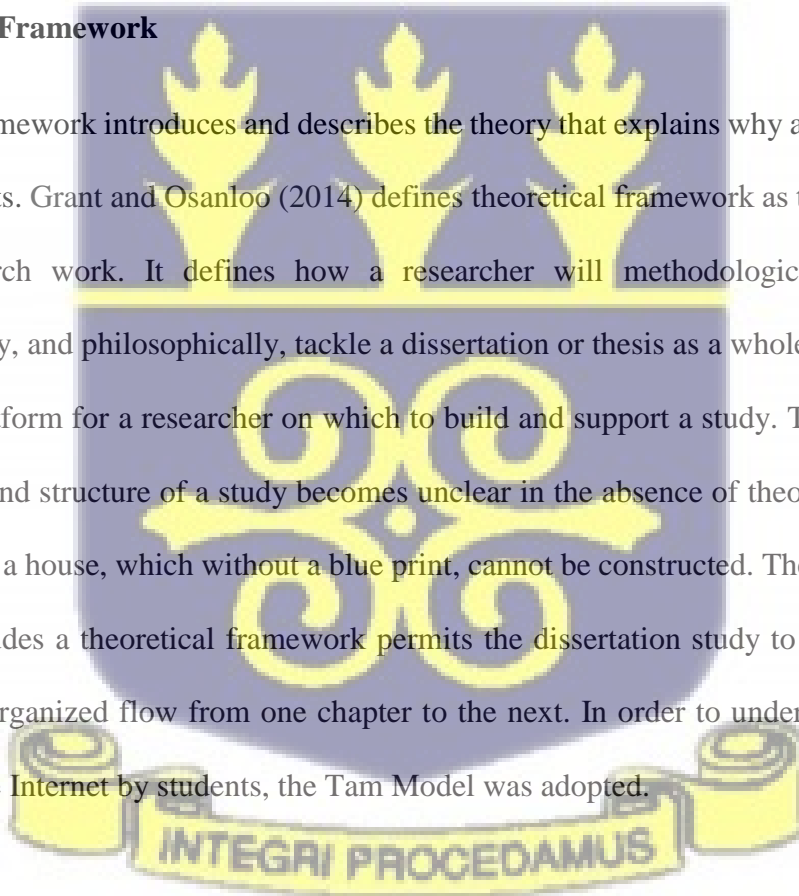 Framework
mework introduces and describes the theory that explains why a
ts. Grant and Osanloo (2014) defines theoretical framework as t
rch work. It defines how a researcher will methodologic
y, and philosophically, tackle a dissertation or thesis as a whole
tform for a researcher on which to build and support a study. T
nd structure of a study becomes unclear in the absence of theo
a house, which without a blue print, cannot be constructed. The
udes a theoretical framework permits the dissertation study to
organized flow from one chapter to the next. In order to under
e Internet by students, the Tam Model was adopted.
INTEGRI PROCEDAMUS